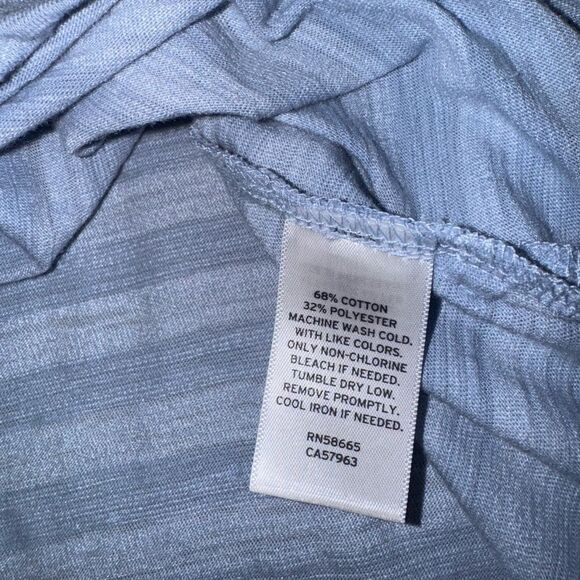 68% COTTON
32% POLYESTER
MACHINE WASH COLD.
WITH LIKE COLORS.
ONLY NON-CHLORINE
BLEACH IF NEEDED.
TUMBLE DRY LOW.
REMOVE PROMPTLY.
COOL IRON IF NEEDED.
RN58665
CA57963